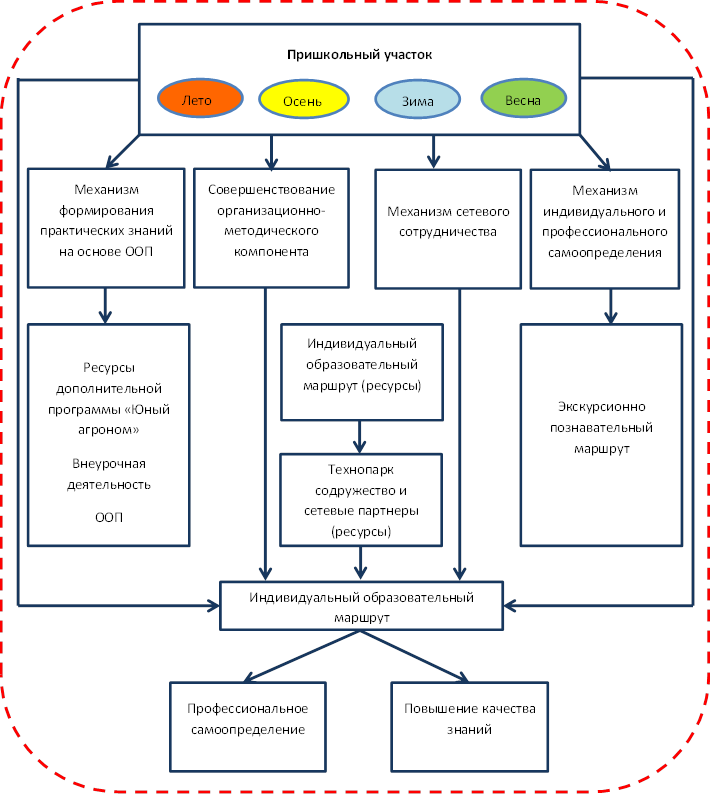 Пришкольный участок
Лето
Осень
Зима
Весна
Механизм
формирования
практических знаний
на основе ООП
Совершенствование
организационно-
методического
компонента
Механизм сетевого
сотрудничества
Механизм
индивидуального и
профессионального
самоопределения
Ресурсы
дополнительной
программы «Юный
агроном»
Внеурочная
деятельность
ООП
Индивидуальный
образовательный
маршрут (ресурсы)
Технопарк
содружество и
сетевые партнеры
(ресурсы)
Экскурсионно
познавательный
маршрут
Индивидуальный образовательный
маршрут
Профессиональное
самоопределение
Повышение качества
знаний